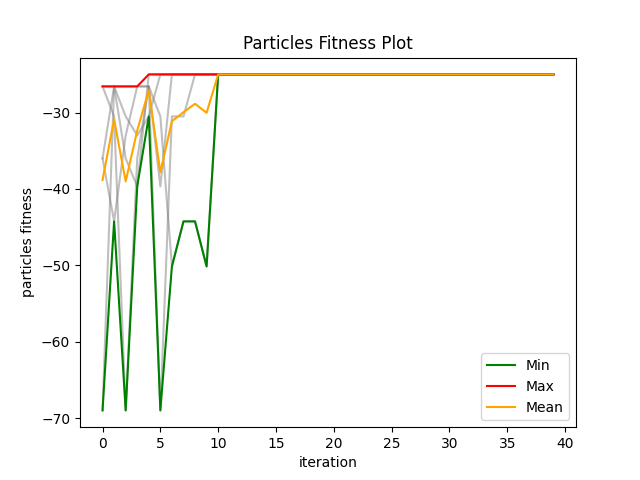 Particles Fitness Plot
particles fitness
−30
−40
−50
−60
−70
0 5 10 15 20 25 30 35 40
iteration
Min
Max
Mean